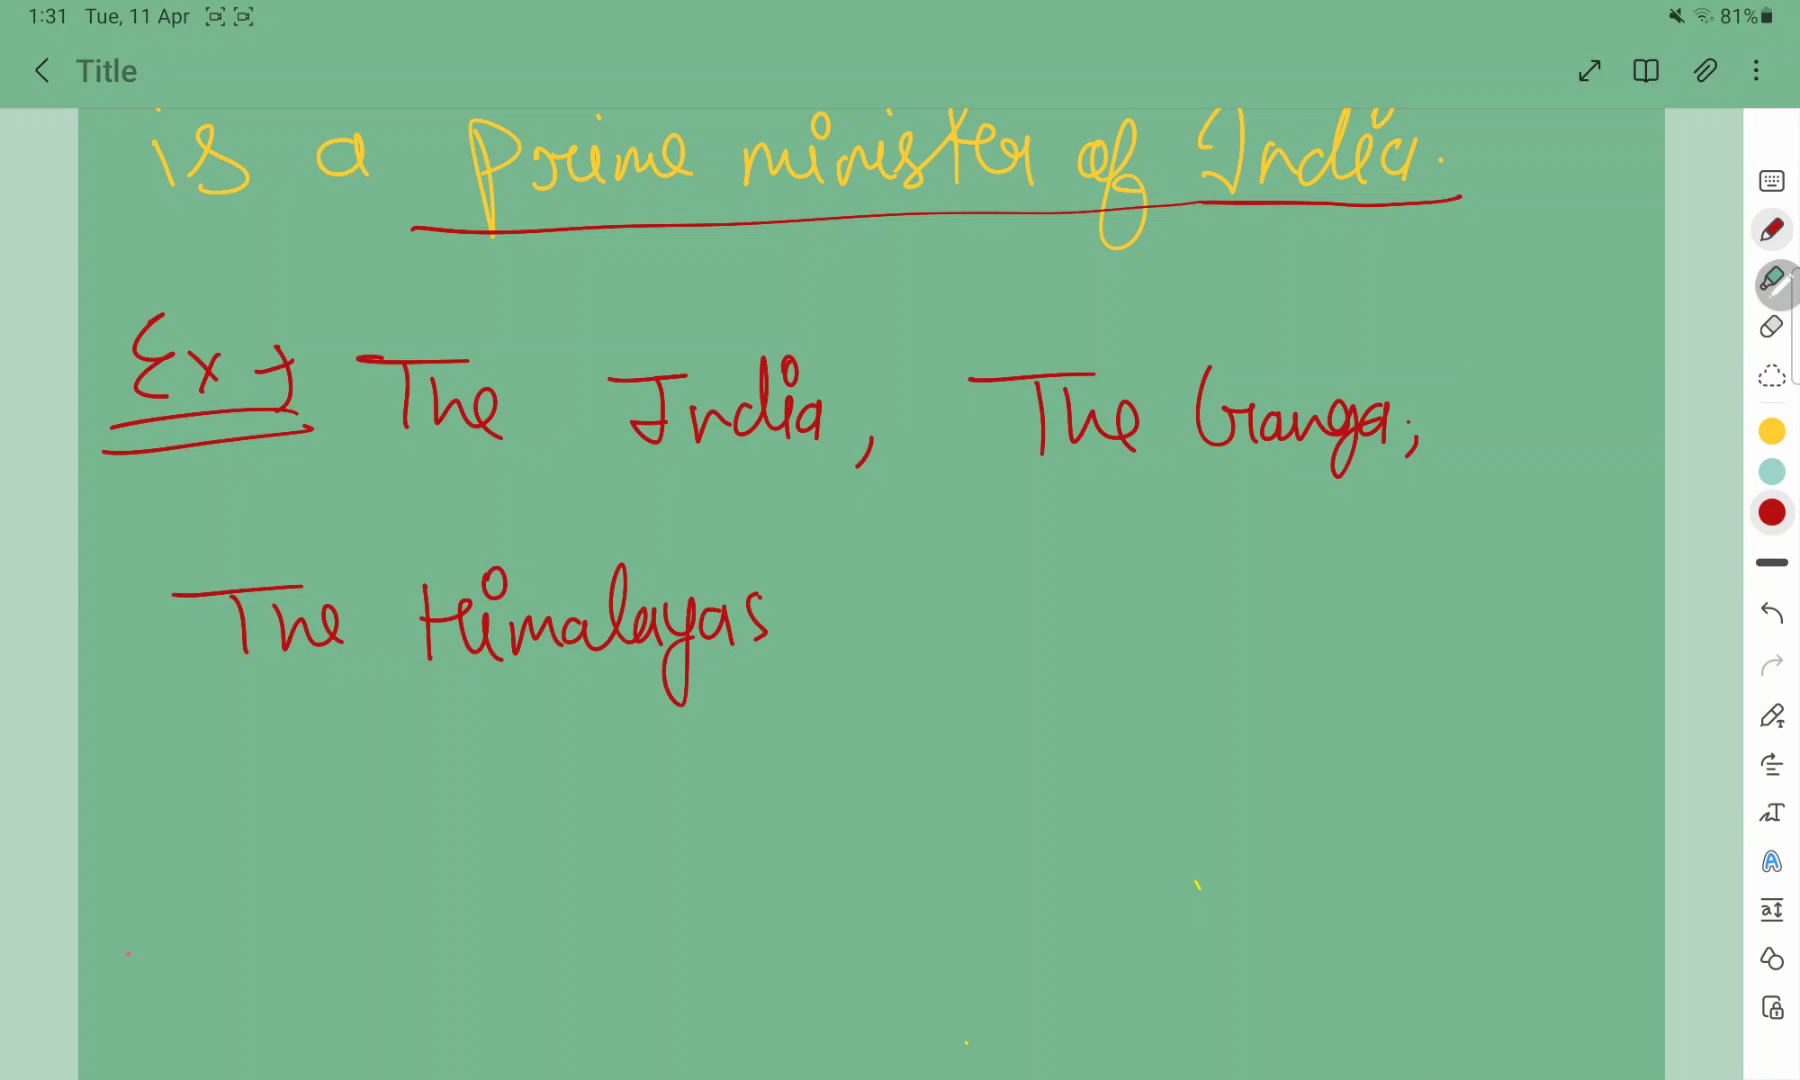 1:31 Tue, 11 Apr 81%
Title
is a Prime minister of India.
Ex → The India, The Ganga,
The Himalayas